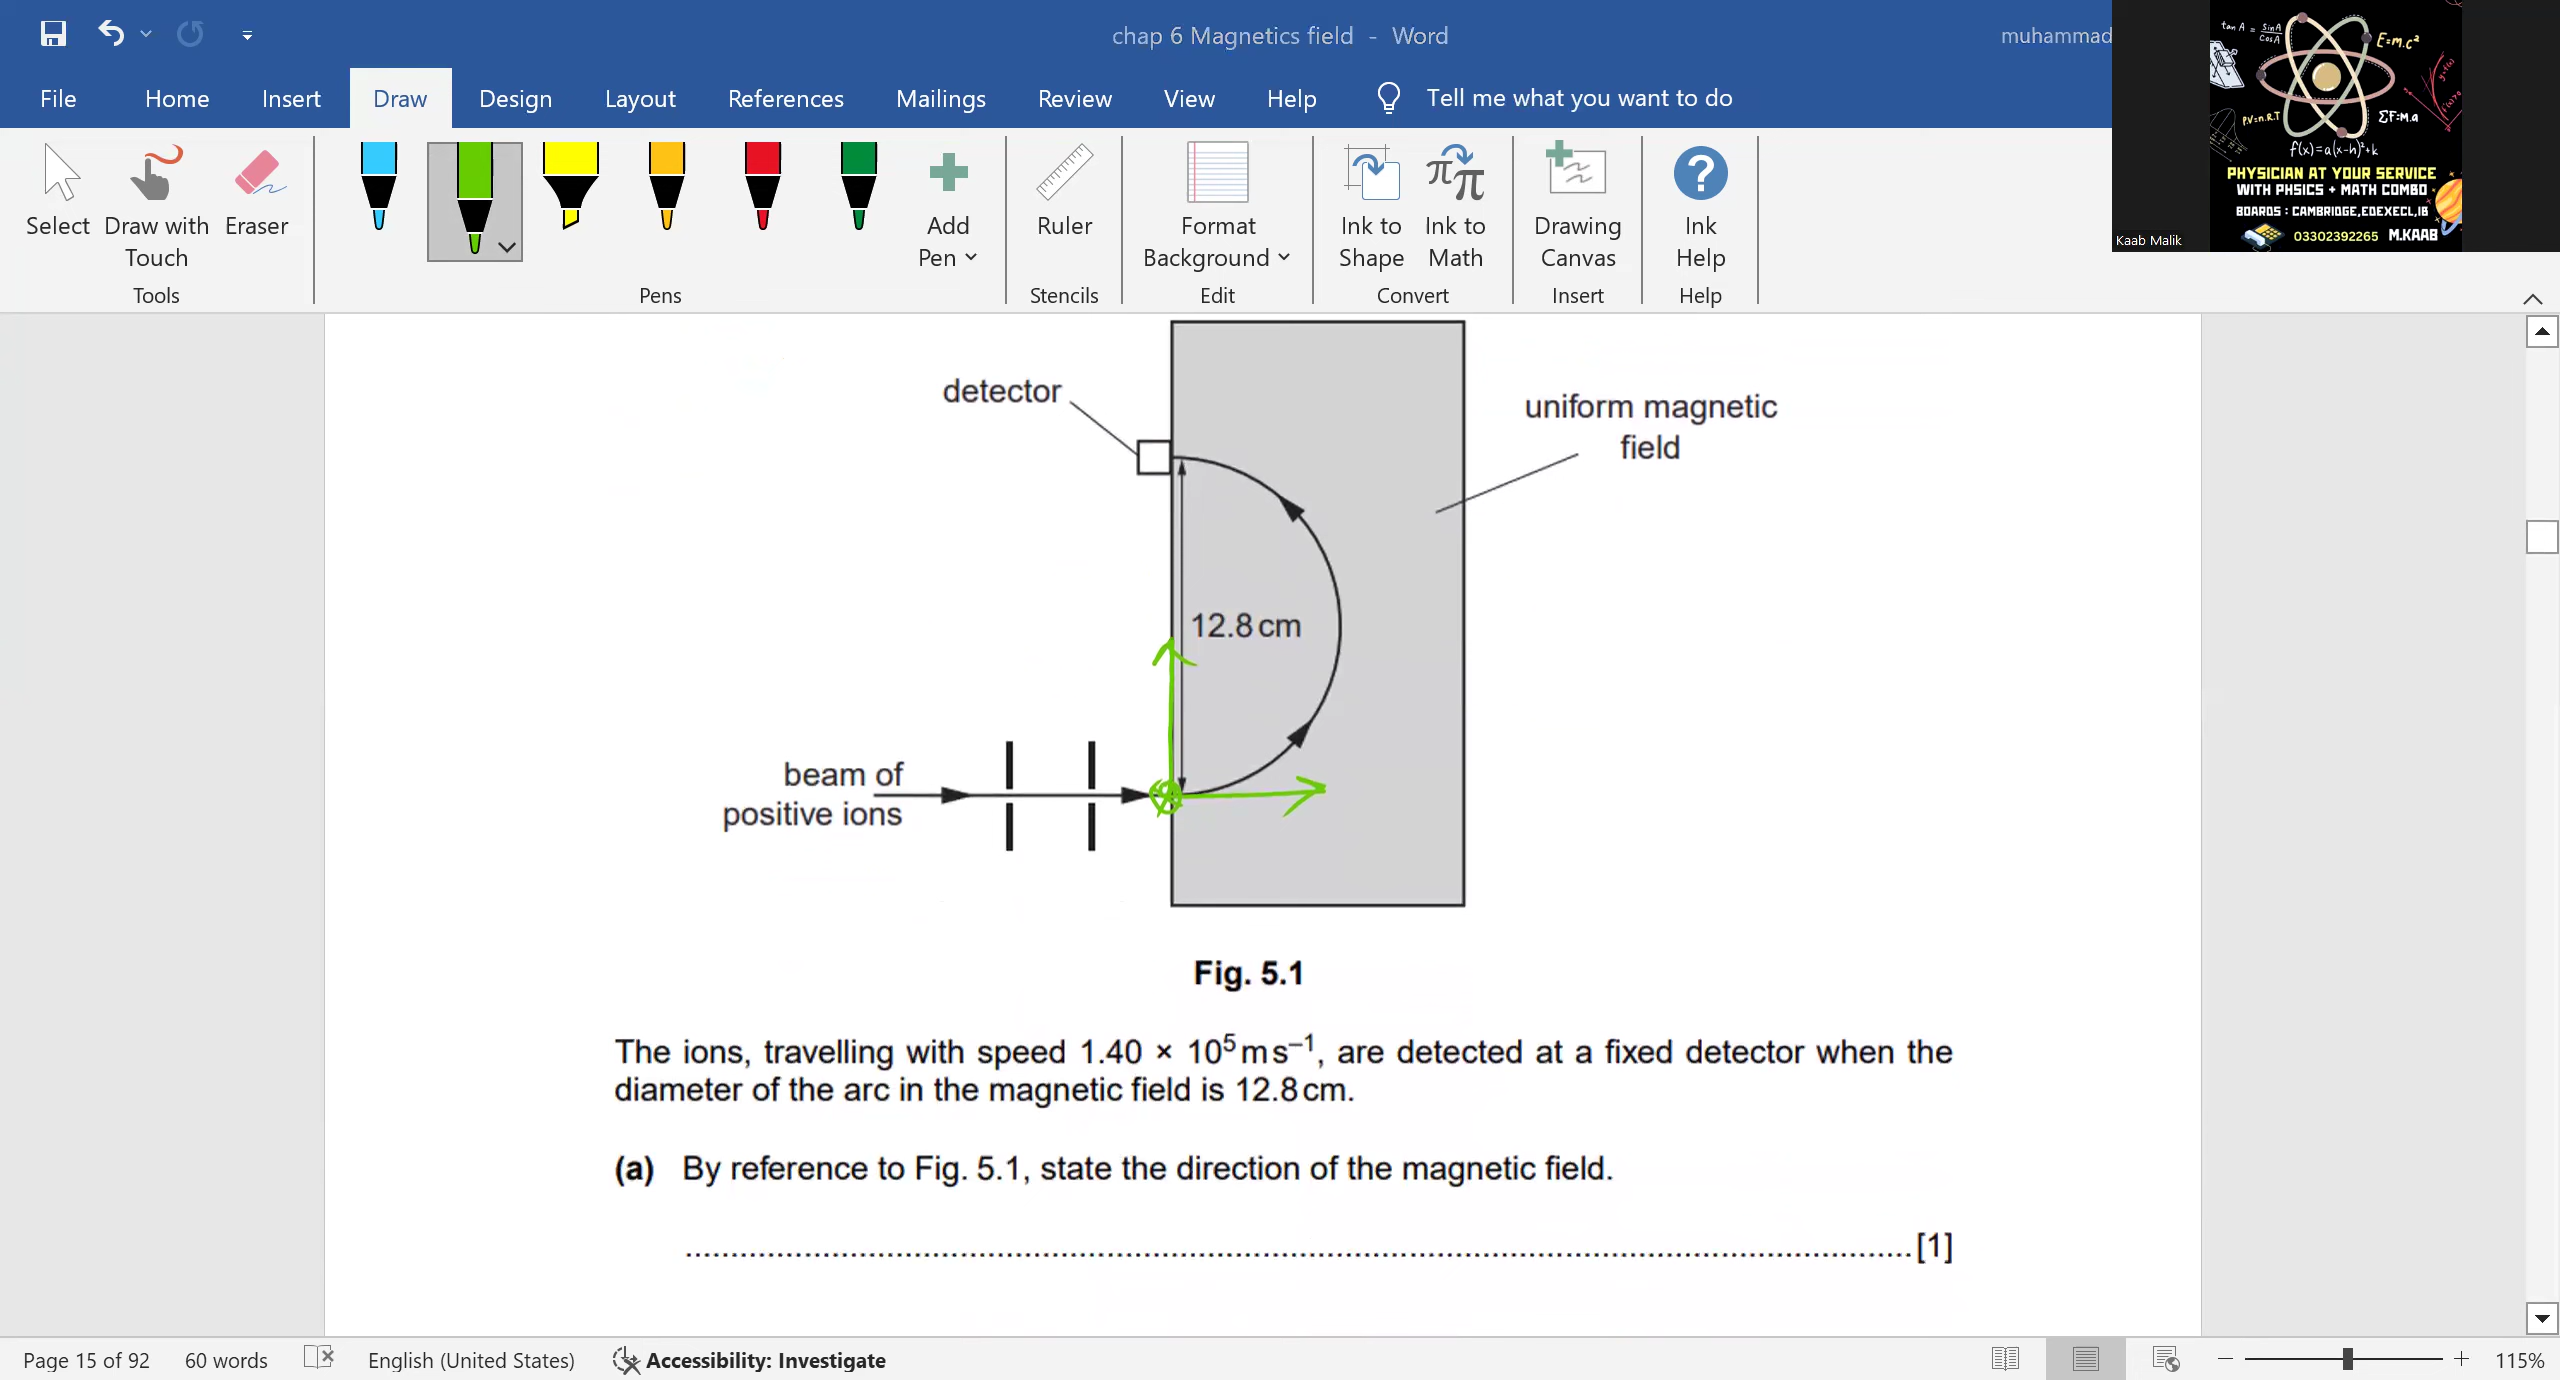 chap 6 Magnetics field - Word
muhammad
File Home Insert Draw Design Layout References Mailings Review View Help Tell me what you want to do
Select
Draw with Touch
Eraser
Tools
Pens
Add Pen
Ruler
Stencils
Format Background
Edit
Ink to Shape
Ink to Math
Convert
Drawing Canvas
Insert
Ink Help
Help
tan A = SinA / CosA
E=m.c²
P.V=n.R.T
ΣF=M.a
f(x)=a(x-h)²+k
PHYSICIAN AT YOUR SERVICE
WITH PHSICS + MATH COMBO
BOARDS : CAMBRIDGE,EDEXECL,IB
03302392265 M.KAAB
Kaab Malik
detector
uniform magnetic
field
12.8 cm
beam of
positive ions
Fig. 5.1
The ions, travelling with speed 1.40 × 10⁵ m s⁻¹, are detected at a fixed detector when the
diameter of the arc in the magnetic field is 12.8 cm.
(a) By reference to Fig. 5.1, state the direction of the magnetic field.
[1]
Page 15 of 92 60 words English (United States) Accessibility: Investigate 115%